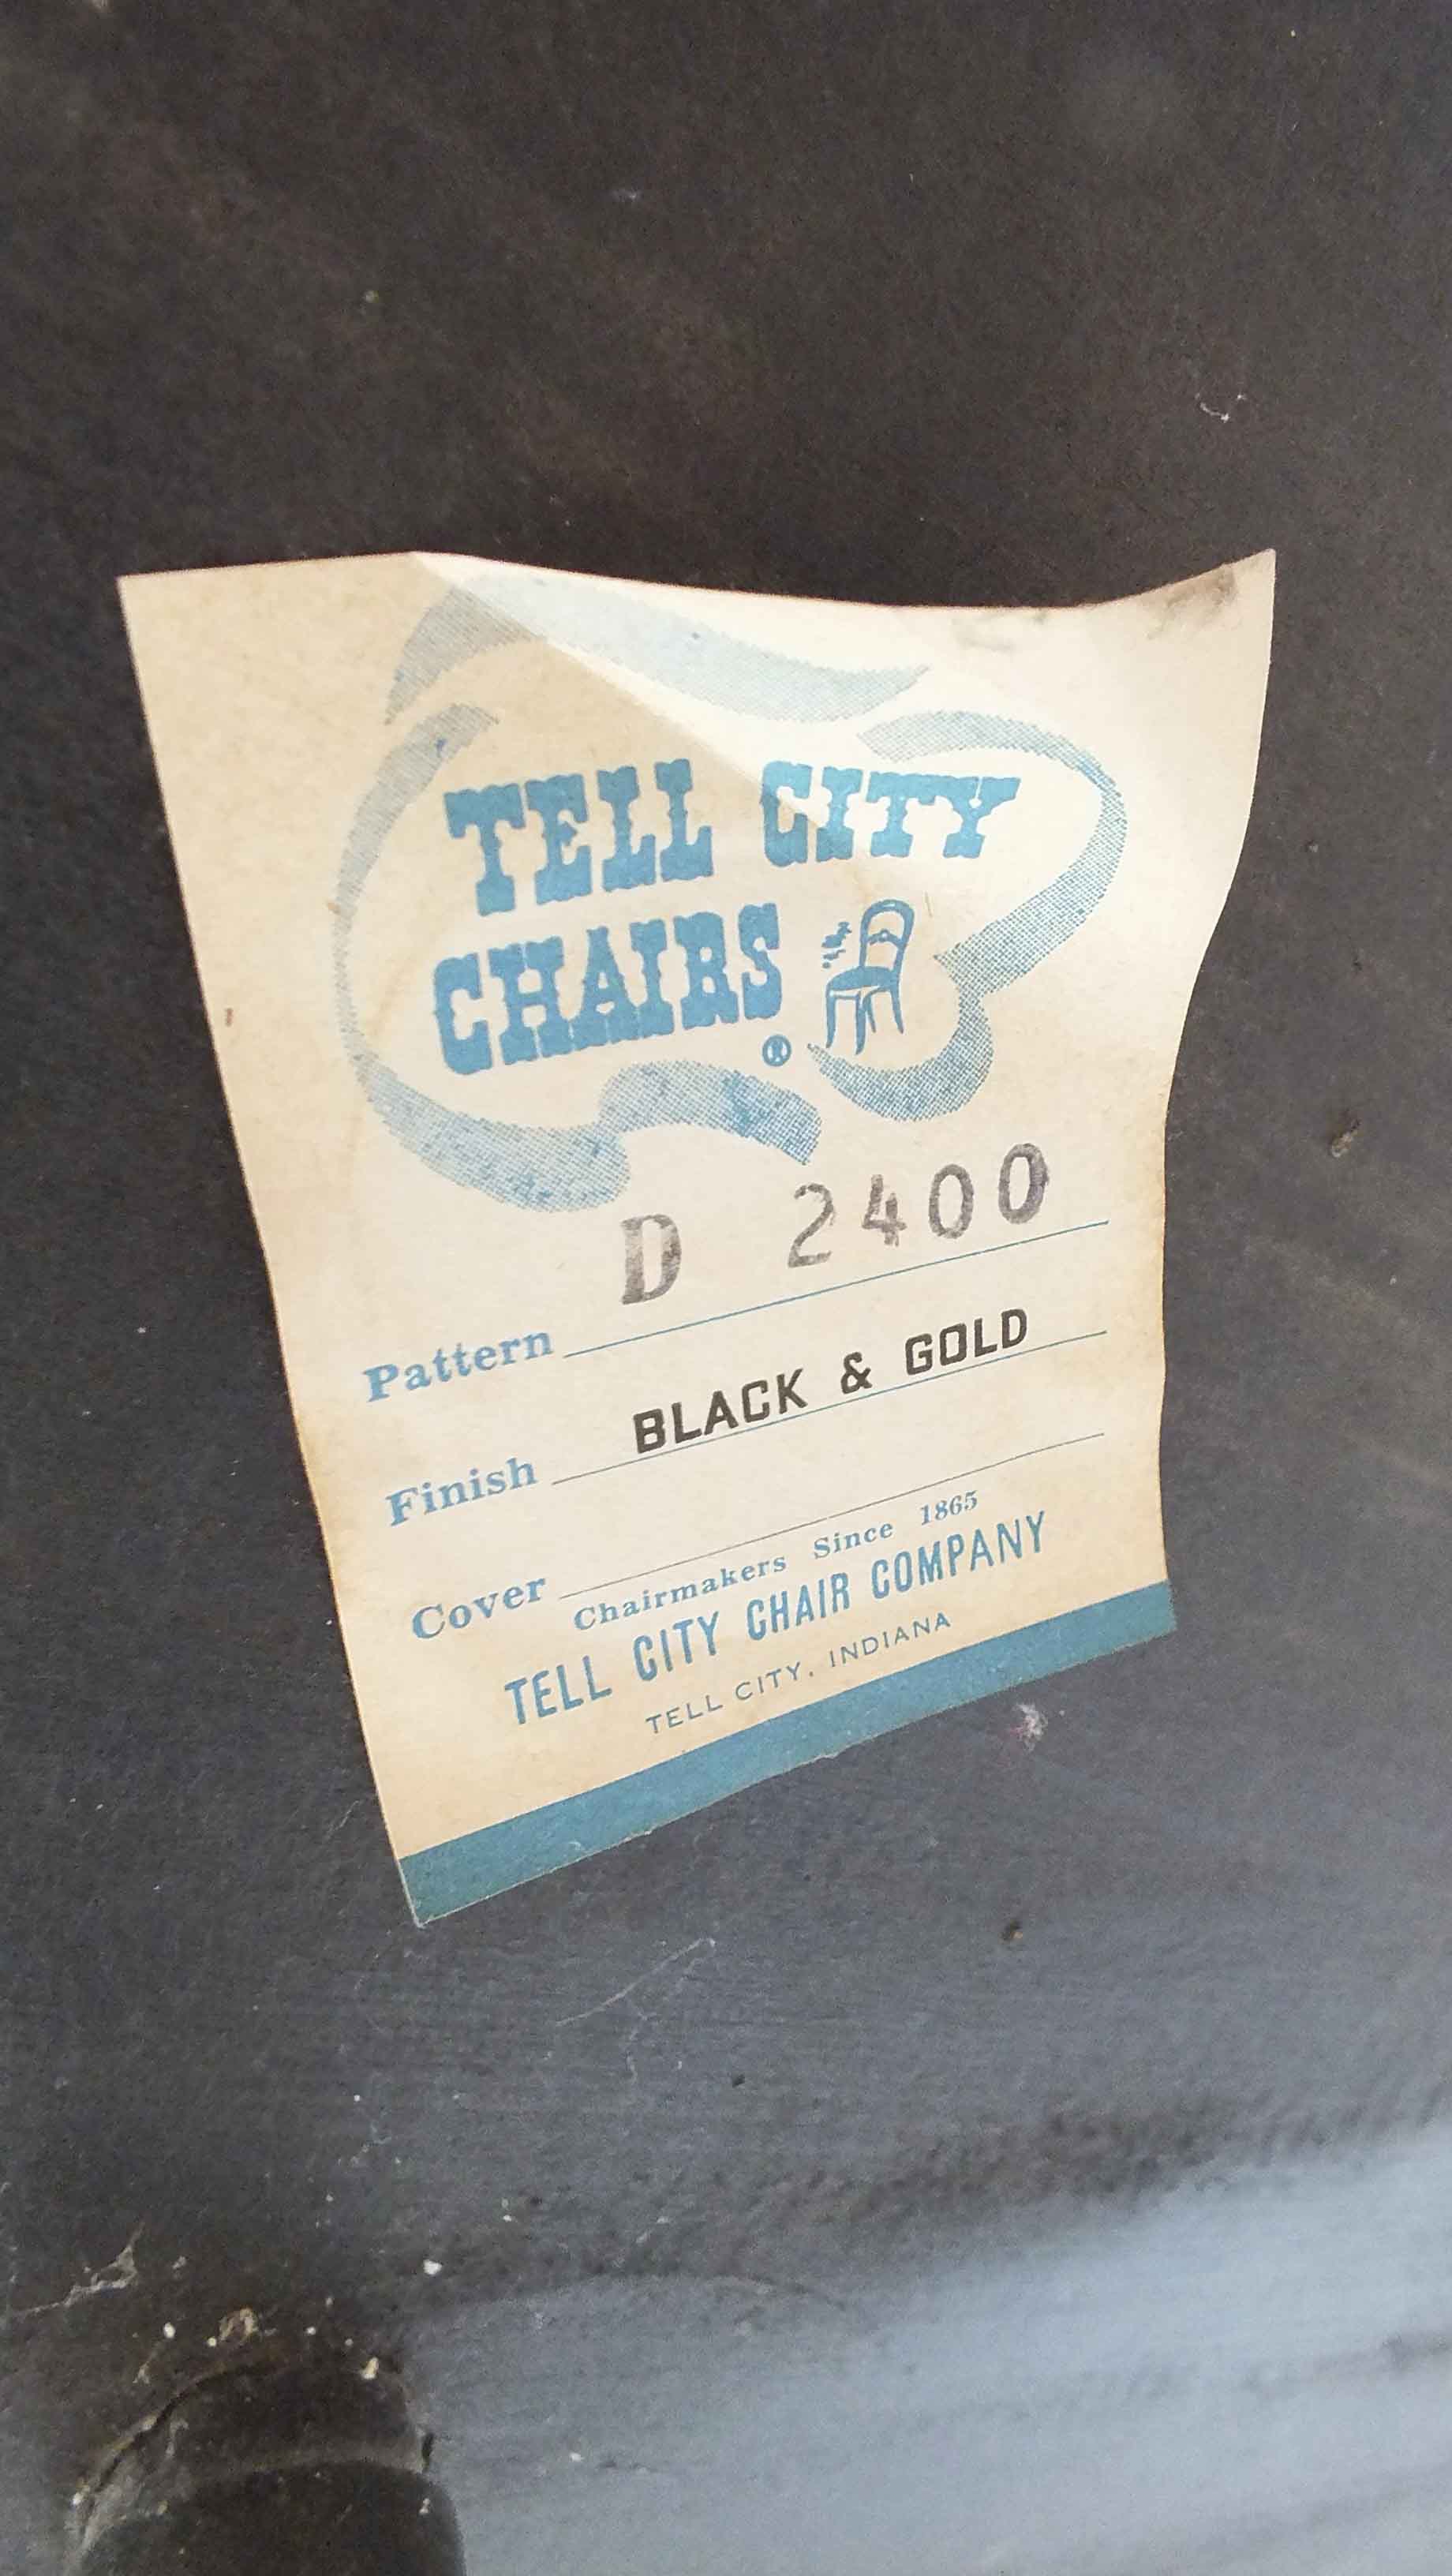 TELL CITY
CHAIRS ®
Pattern D 2400
Finish BLACK & GOLD
Cover
Chairmakers Since 1865
TELL CITY CHAIR COMPANY
TELL CITY, INDIANA